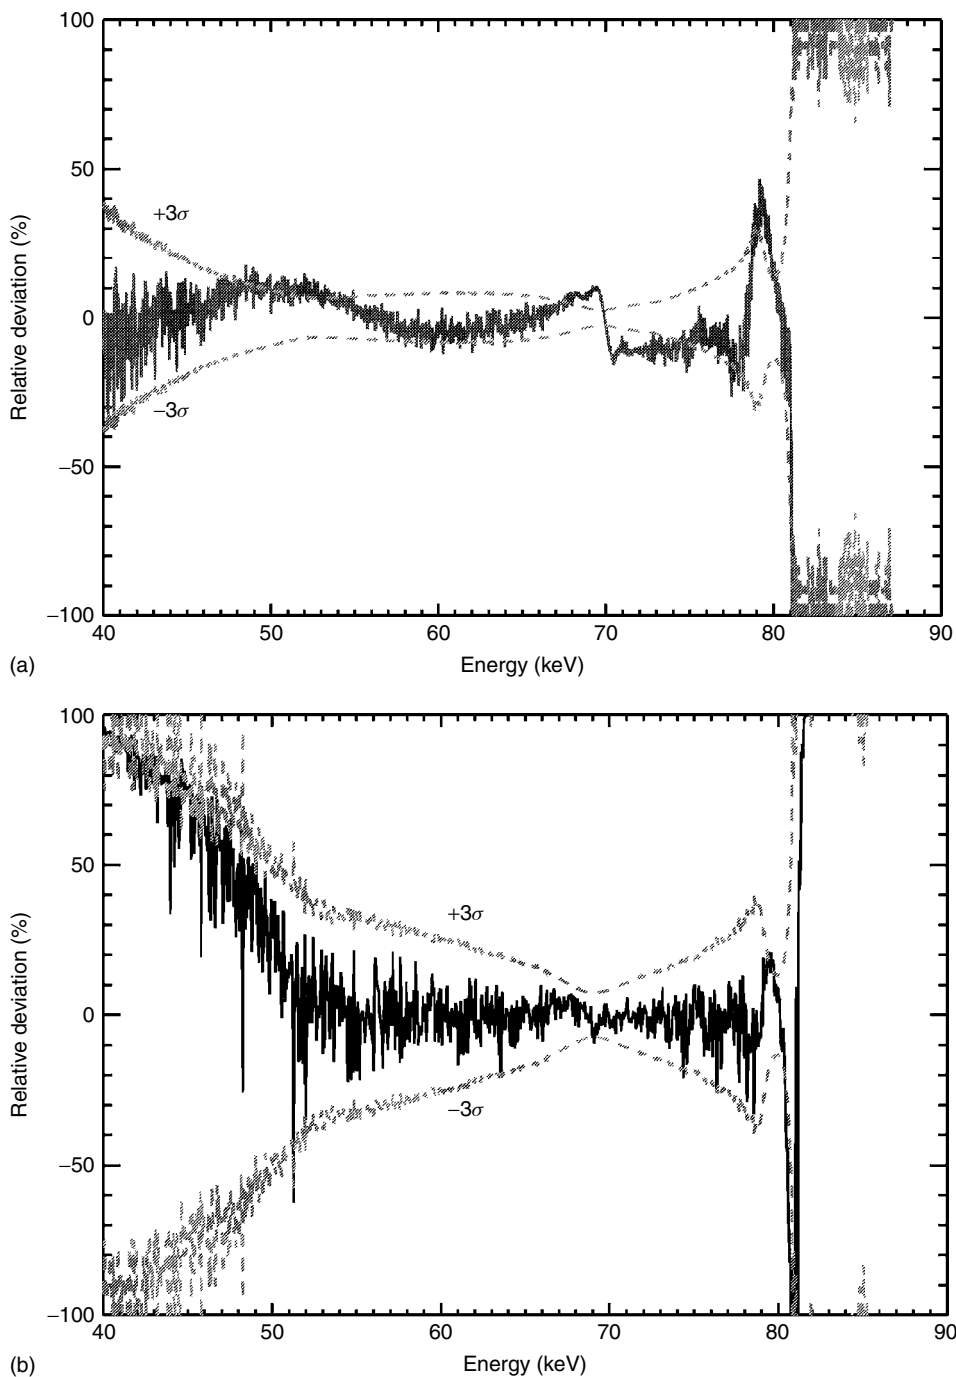 100
50
0
−50
−100
Relative deviation (%)
+3σ
−3σ
40 50 60 70 80 90
Energy (keV)
(a)
100
50
0
−50
−100
Relative deviation (%)
+3σ
−3σ
40 50 60 70 80 90
Energy (keV)
(b)